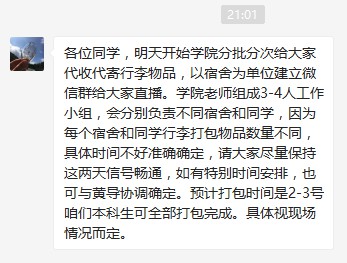 21:01
各位同学，明天开始学院分批分次给大家
代收代寄行李物品，以宿舍为单位建立微
信群给大家直播。学院老师组成3-4人工作
小组，会分别负责不同宿舍和同学，因为
每个宿舍和同学行李打包物品数量不同，
具体时间不好准确确定，请大家尽量保持
这两天信号畅通，如有特别时间安排，也
可与黄导协调确定。预计打包时间是2-3号
咱们本科生可全部打包完成。具体视现场
情况而定。